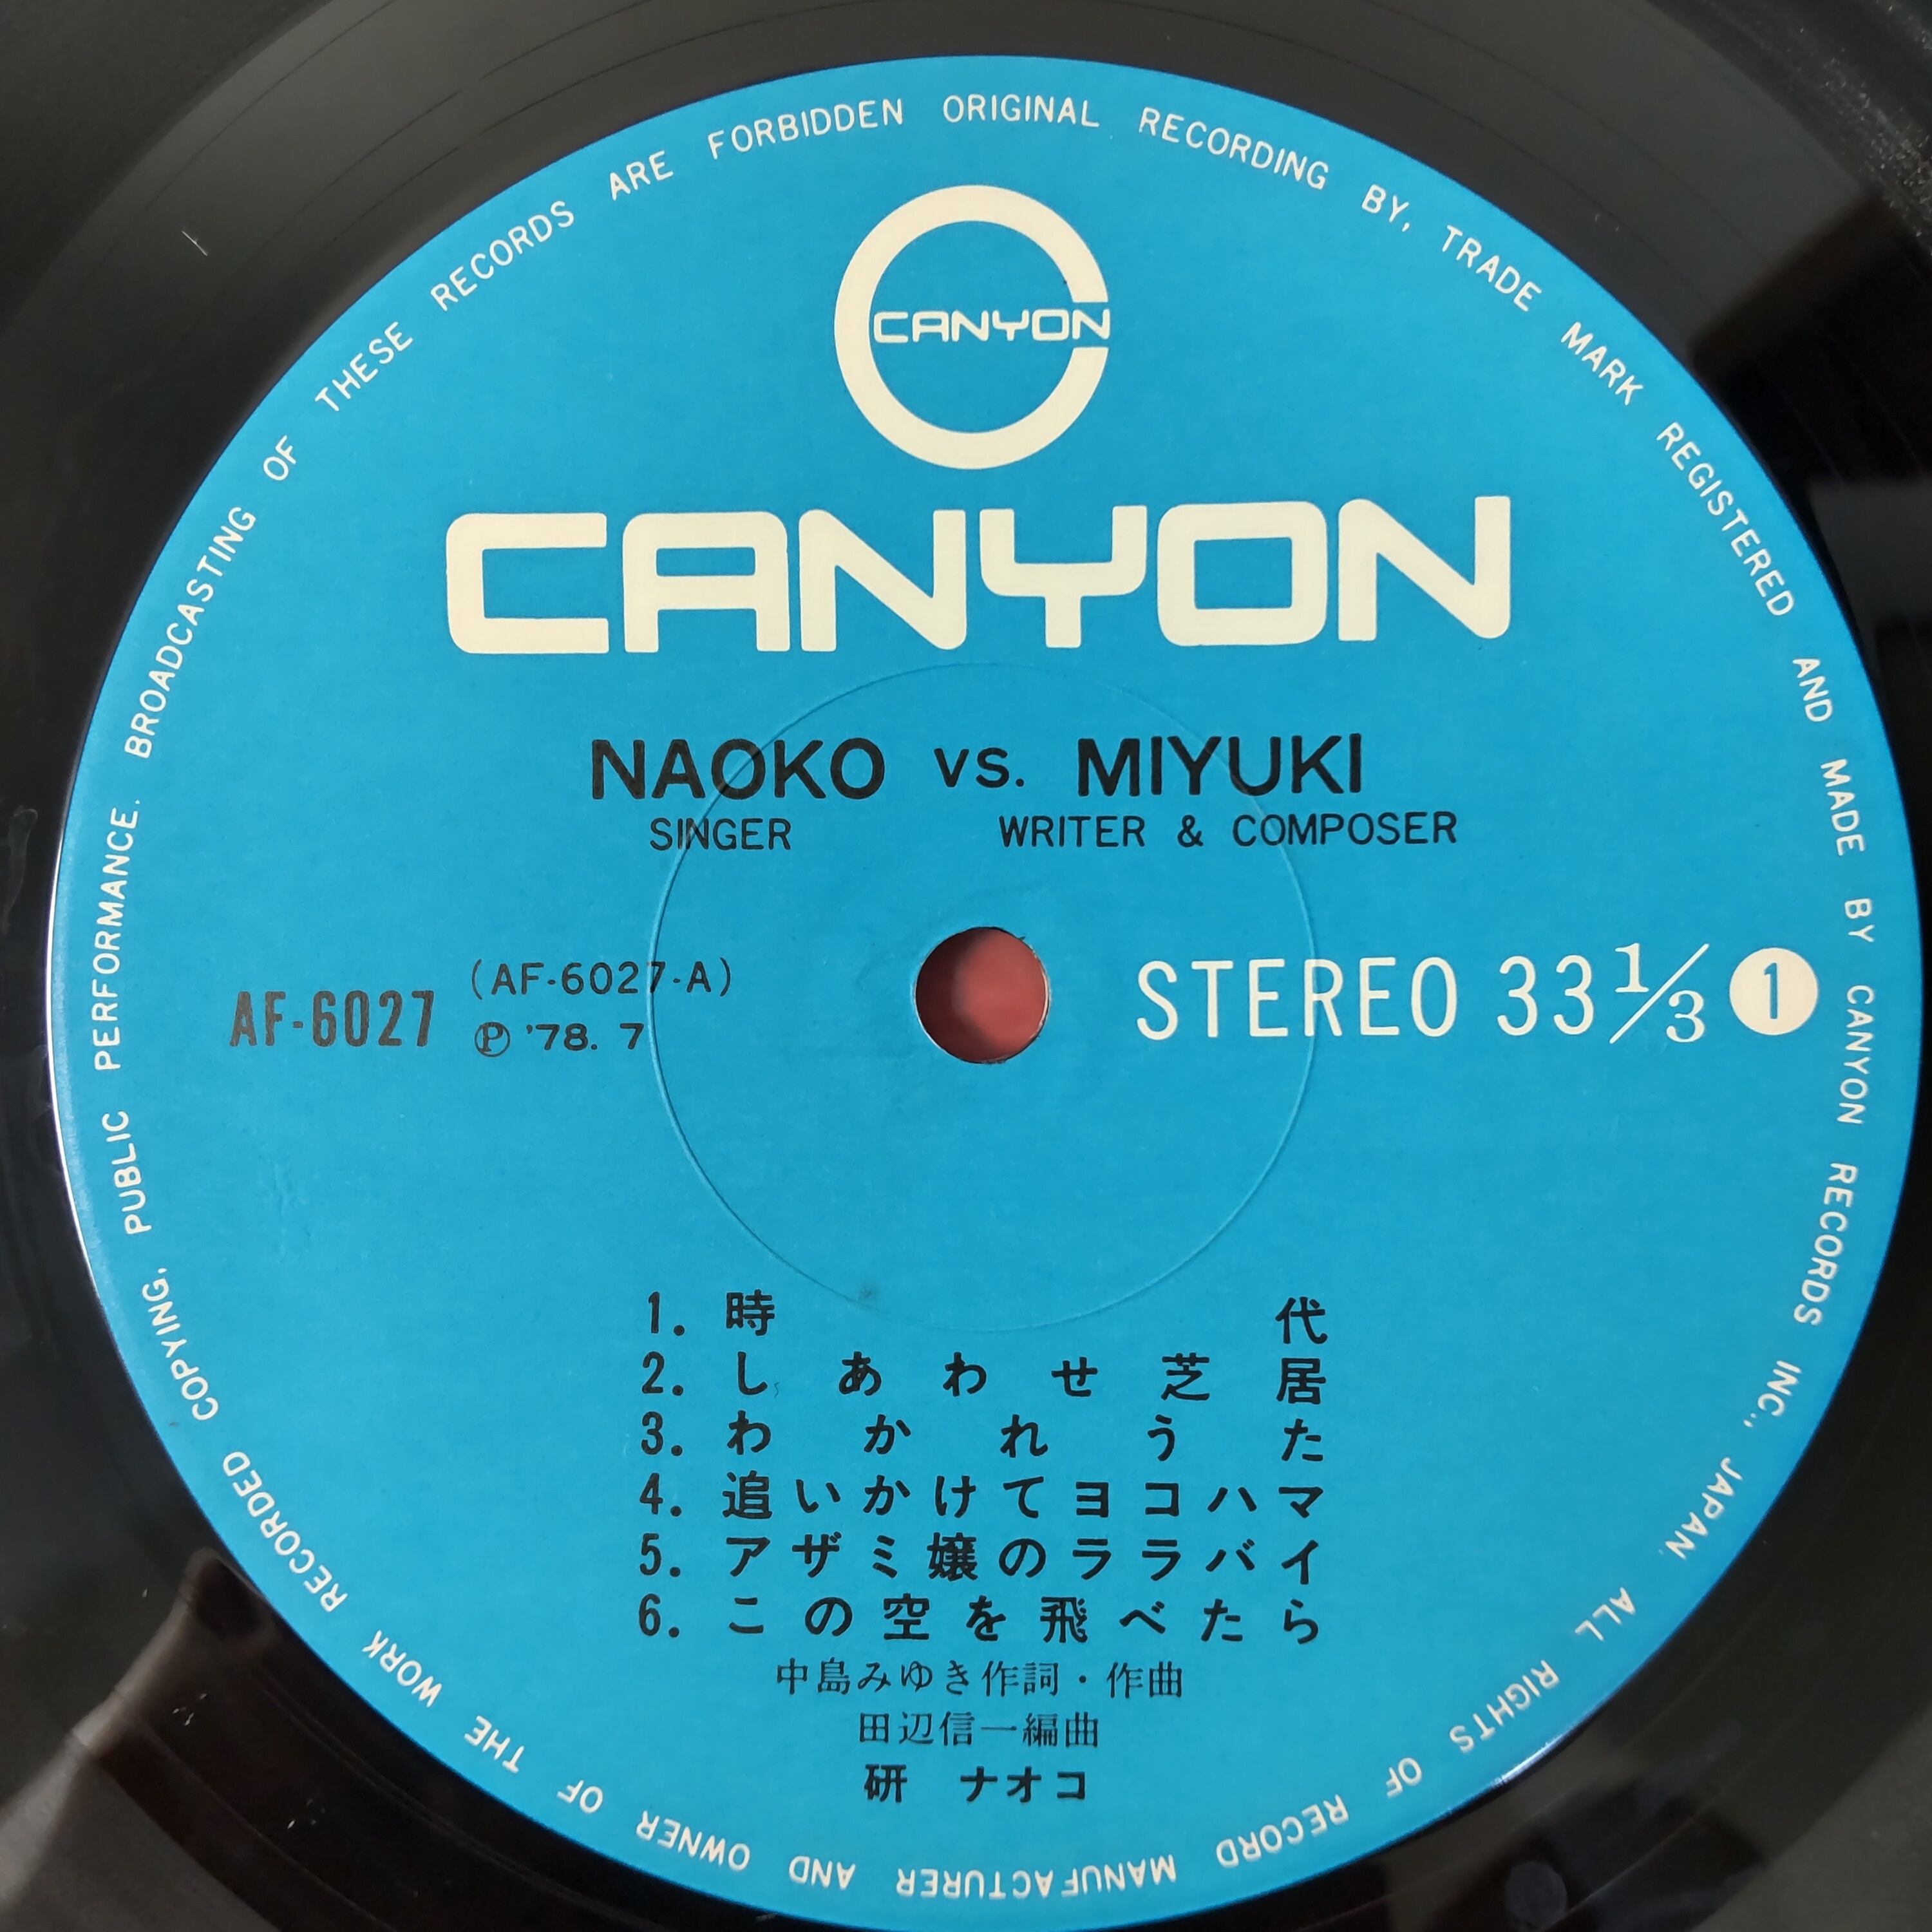 ORIGINAL RECORDING BY, TRADE MARK REGISTERED AND MADE BY CANYON RECORDS INC., JAPAN. ALL RIGHTS OF RECORD MANUFACTURER AND OWNER OF THE WORK RECORDED COPYING, PUBLIC PERFORMANCE. BROADCASTING OF THESE RECORDS ARE FORBIDDEN
CANYON
CANYON
NAOKO VS. MIYUKI
SINGER WRITER & COMPOSER
AF-6027 (AF-6027-A)
Ⓟ '78. 7
STEREO 33 1/3 1
1. 時代
2. しあわせ芝居
3. わかれうた
4. 追いかけてヨコハマ
5. アザミ嬢のララバイ
6. この空を飛べたら
中島みゆき作詞・作曲
田辺信一編曲
研 ナオコ